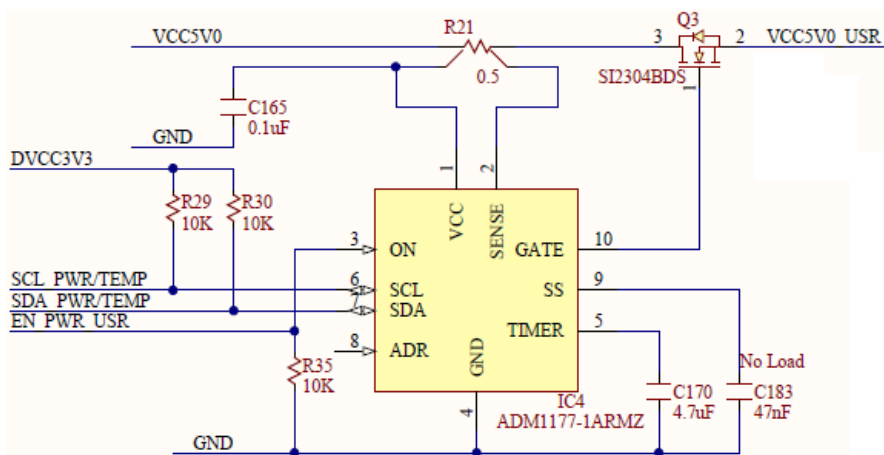 VCC5V0
R21
0.5
Q3
3
2
VCC5V0_USR
SI2304BDS
1
C165
0.1uF
GND
DVCC3V3
R29
10K
R30
10K
1
2
VCC
SENSE
3
ON
GATE
10
SCL_PWR/TEMP
6
SCL
SS
9
SDA_PWR/TEMP
7
SDA
EN_PWR_USR
TIMER
5
8
ADR
GND
No Load
R35
10K
4
IC4
ADM1177-1ARMZ
C170
4.7uF
C183
47nF
GND